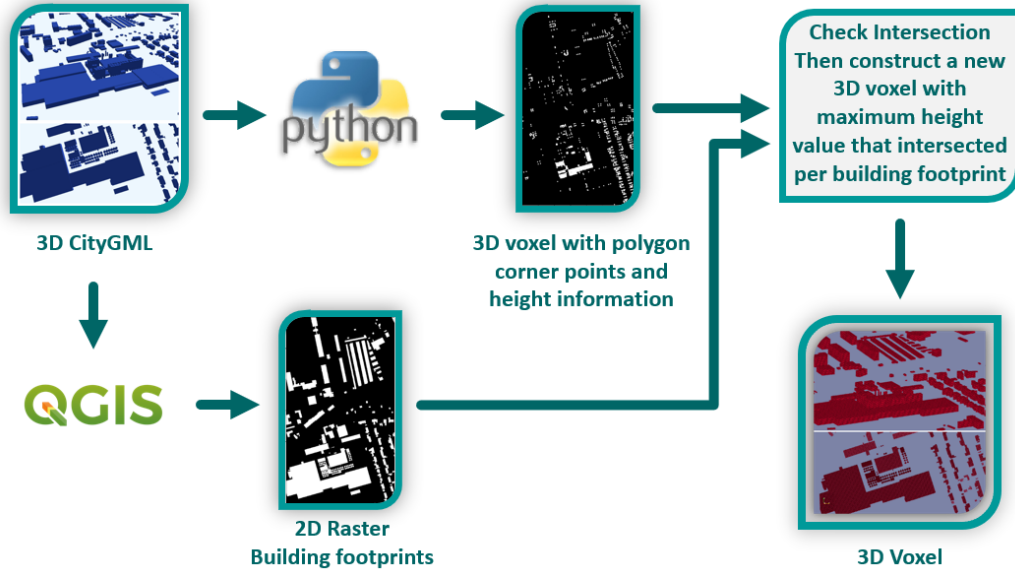 python
Check Intersection
Then construct a new
3D voxel with
maximum height
value that intersected
per building footprint
3D CityGML
3D voxel with polygon
corner points and
height information
QGIS
2D Raster
Building footprints
3D Voxel